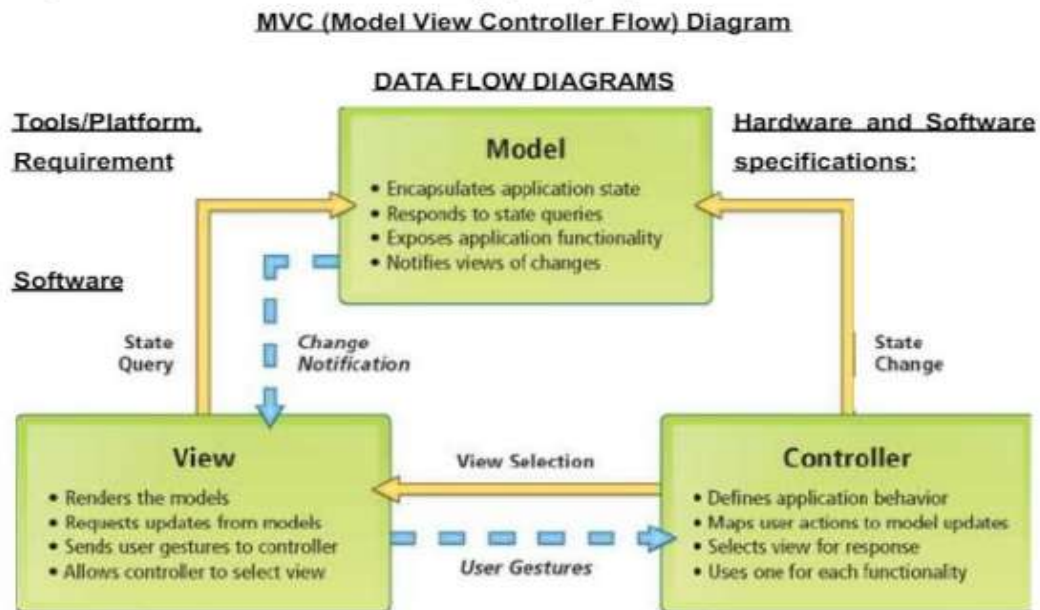 MVC (Model View Controller Flow) Diagram
DATA FLOW DIAGRAMS
Tools/Platform,
Requirement
Hardware and Software
specifications:
Model
• Encapsulates application state
• Responds to state queries
• Exposes application functionality
• Notifies views of changes
Software
State
Query
Change
Notification
State
Change
View
• Renders the models
• Requests updates from models
• Sends user gestures to controller
• Allows controller to select view
View Selection
User Gestures
Controller
• Defines application behavior
• Maps user actions to model updates
• Selects view for response
• Uses one for each functionality